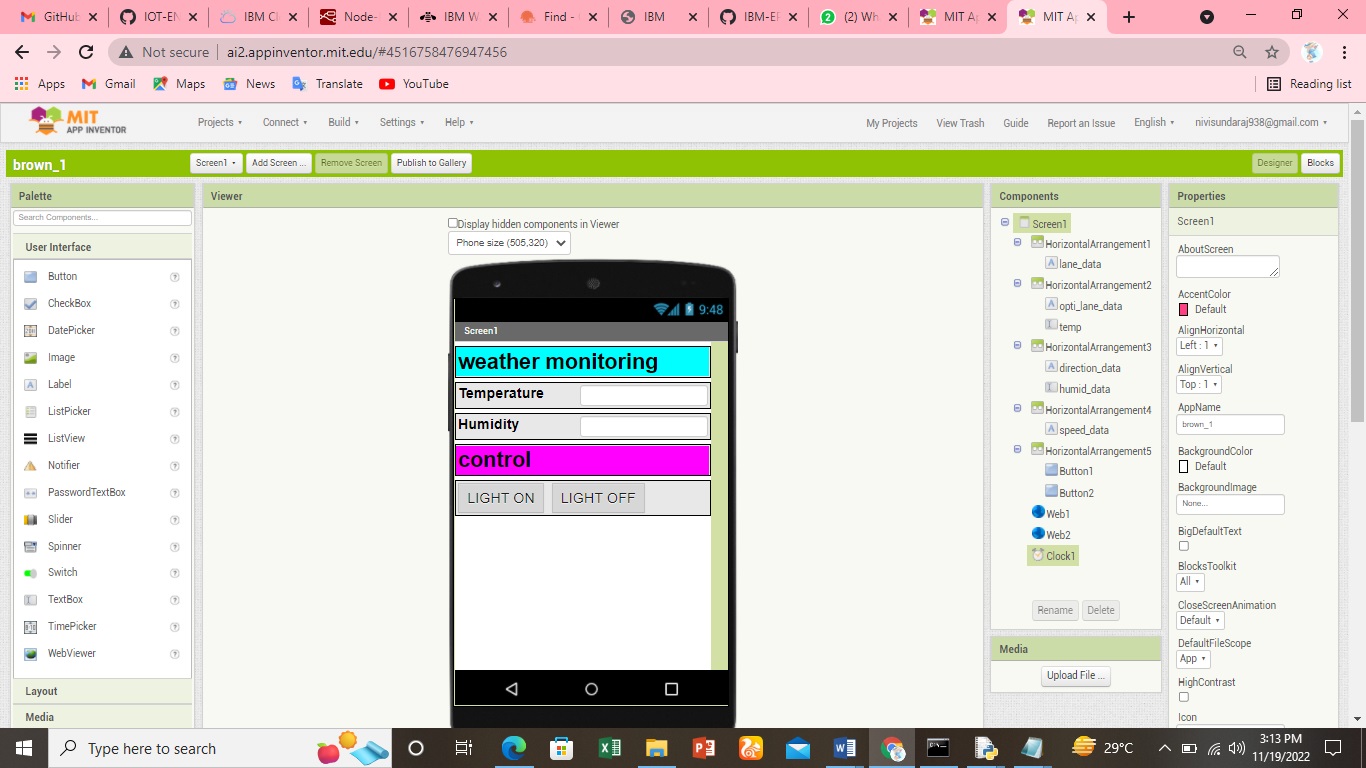 GitHub
IOT-EN
IBM Cl
Node-
IBM W
Find -
IBM
IBM-EP
(2) Wh
MIT Ap
MIT Ap
Not secure | ai2.appinventor.mit.edu/#4516758476947456
Apps Gmail Maps News Translate YouTube Reading list
MIT
APP INVENTOR
Projects Connect Build Settings Help My Projects View Trash Guide Report an Issue English nivisundaraj938@gmail.com
brown_1 Screen1 Add Screen ... Remove Screen Publish to Gallery Designer Blocks
Palette
Search Components...
User Interface
Button
CheckBox
DatePicker
Image
Label
ListPicker
ListView
Notifier
PasswordTextBox
Slider
Spinner
Switch
TextBox
TimePicker
WebViewer
Layout
Media
Viewer
Display hidden components in Viewer
Phone size (505,320)
9:48
Screen1
weather monitoring
Temperature
Humidity
control
LIGHT ON LIGHT OFF
Components
Screen1
HorizontalArrangement1
lane_data
HorizontalArrangement2
opti_lane_data
temp
HorizontalArrangement3
direction_data
humid_data
HorizontalArrangement4
speed_data
HorizontalArrangement5
Button1
Button2
Web1
Web2
Clock1
Rename Delete
Media
Upload File ...
Properties
Screen1
AboutScreen
AccentColor
Default
AlignHorizontal
Left : 1
AlignVertical
Top : 1
AppName
brown_1
BackgroundColor
Default
BackgroundImage
None...
BigDefaultText
BlocksToolkit
All
CloseScreenAnimation
Default
DefaultFileScope
App
HighContrast
Icon
Type here to search
29°C
3:13 PM
11/19/2022